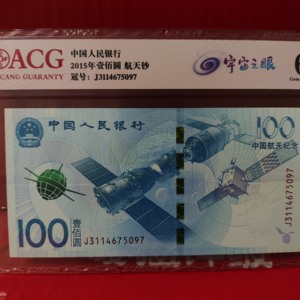 ACG
CANG GUARANTY
中国人民银行
2015年壹佰圆 航天钞
冠号：J3114675097
宇宙之眼
6
Gem
中国人民银行
100
中国航天纪念
J3114675097
100
壹佰圆
J3114675097